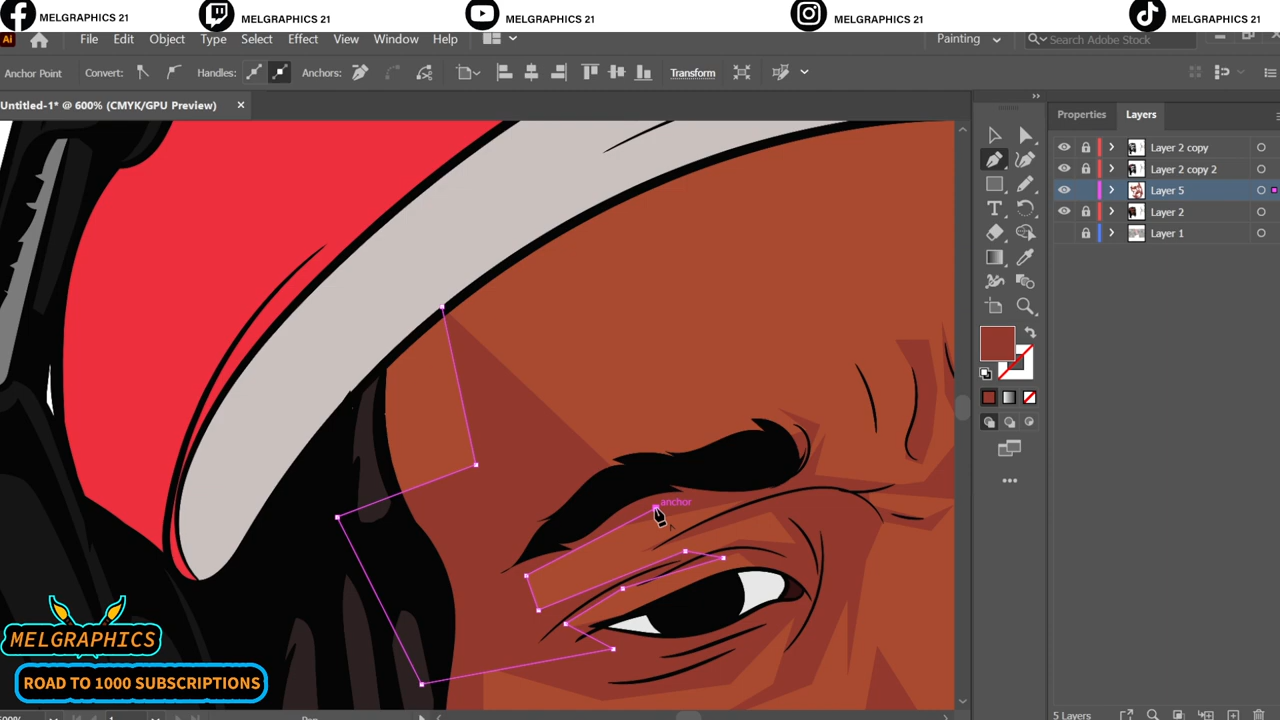 MELGRAPHICS 21
MELGRAPHICS 21
MELGRAPHICS 21
MELGRAPHICS 21
MELGRAPHICS 21
Ai File Edit Object Type Select Effect View Window Help Painting Search Adobe Stock
Anchor Point Convert: Handles: Anchors: Transform
Untitled-1* @ 600% (CMYK/GPU Preview)
Properties Layers
Layer 2 copy
Layer 2 copy 2
Layer 5
Layer 2
Layer 1
anchor
MELGRAPHICS
ROAD TO 1000 SUBSCRIPTIONS
5 Layers